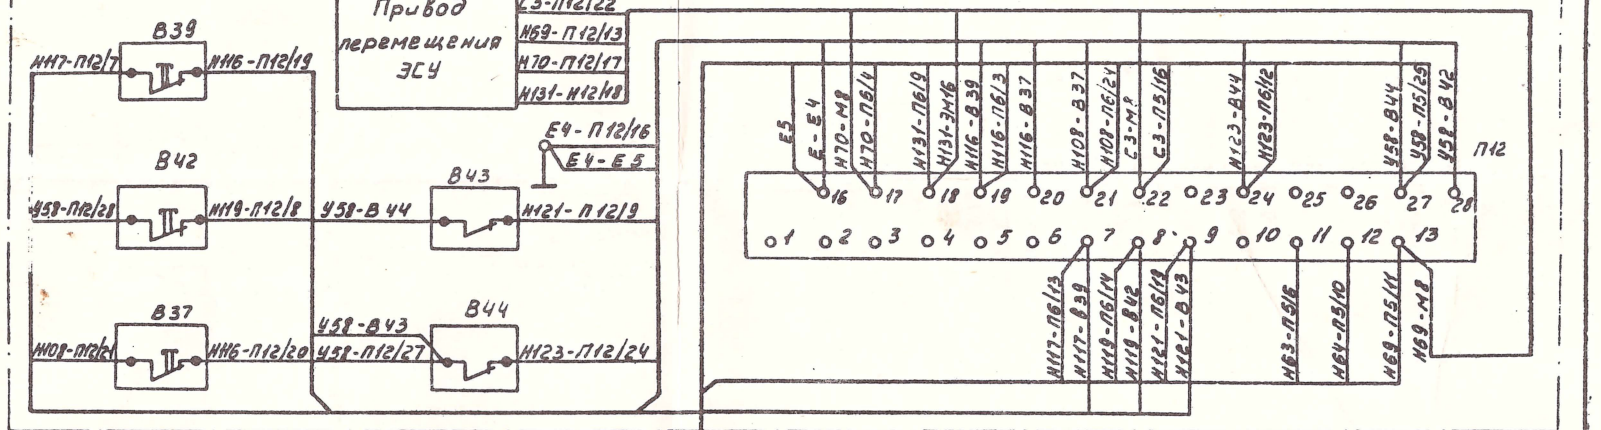 Привод
перемещения
ЭСУ
С3-П12/22
Н69-П12/13
Н70-П12/17
Н131-П12/18
В39
Н117-П12/7
Н116-П12/19
Е4-П12/16
Е4-Е5
В42
У58-П12/28
Н119-П12/8
В43
У58-В44
Н121-П12/9
В37
Н108-П12/21
Н116-П12/20
В44
У58-В43
У58-П12/27
Н123-П12/24
Е5
Е-Е4
Н70-М8
Н70-П6/4
Н131-П6/9
Н131-ЭМ16
Н116-В39
Н116-П6/3
Н116-В37
Н108-В37
Н108-П6/24
С3-М8
С3-П5/16
Н123-В44
Н123-П6/12
У58-В44
У58-П5/25
У58-В42
П12
16 17 18 19 20 21 22 23 24 25 26 27 28
1 2 3 4 5 6 7 8 9 10 11 12 13
Н117-П6/13
Н117-В39
Н119-П6/14
Н119-В42
Н121-П6/19
Н121-В43
Н63-П5/6
Н64-П5/10
Н69-П5/11
Н69-М8